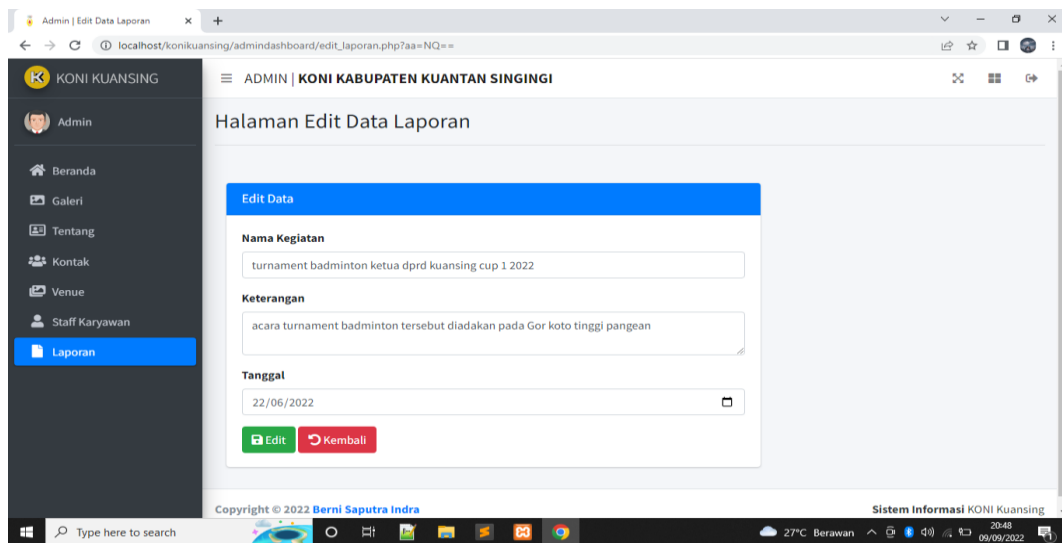 Admin | Edit Data Laporan
localhost/konikuansing/admindashboard/edit_laporan.php?aa=NQ==
KONI KUANSING
ADMIN | KONI KABUPATEN KUANTAN SINGINGI
Admin
Halaman Edit Data Laporan
Beranda
Galeri
Tentang
Kontak
Venue
Staff Karyawan
Laporan
Edit Data
Nama Kegiatan
turnament badminton ketua dprd kuansing cup 1 2022
Keterangan
acara turnament badminton tersebut diadakan pada Gor koto tinggi pangean
Tanggal
22/06/2022
Edit Kembali
Copyright © 2022 Berni Saputra Indra
Sistem Informasi KONI Kuansing
Type here to search
27°C Berawan
20:48
09/09/2022